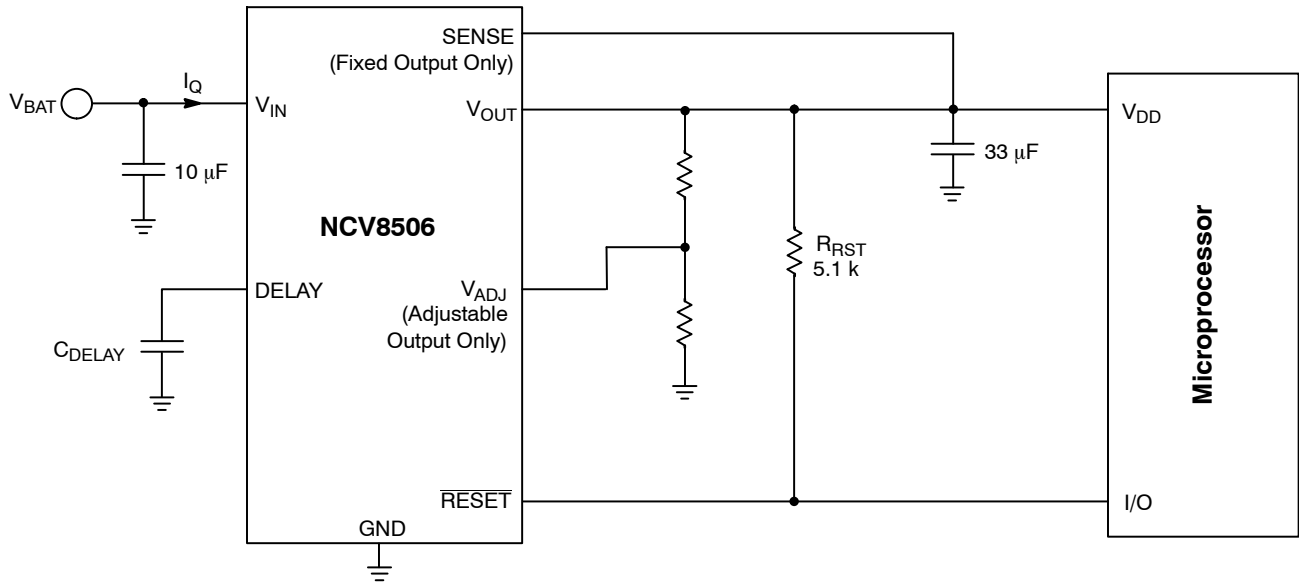 SENSE
(Fixed Output Only)
V_BAT
I_Q
V_IN
V_OUT
V_DD
10 μF
33 μF
NCV8506
R_RST
5.1 k
DELAY
V_ADJ
(Adjustable
Output Only)
C_DELAY
Microprocessor
RESET
I/O
GND